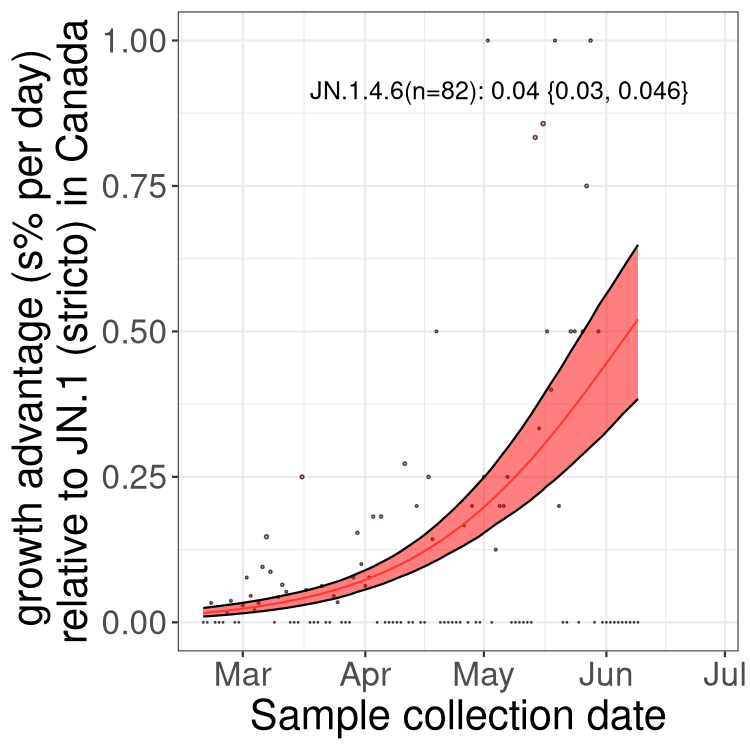 growth advantage (s% per day)
relative to JN.1 (stricto) in Canada
1.00
0.75
0.50
0.25
0.00
JN.1.4.6(n=82): 0.04 {0.03, 0.046}
Mar Apr May Jun Jul
Sample collection date